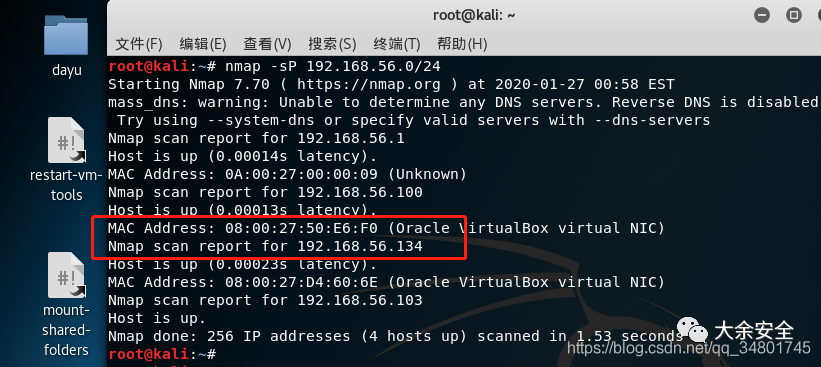 root@kali: ~
文件(F) 编辑(E) 查看(V) 搜索(S) 终端(T) 帮助(H)
dayu
#!
restart-vm-
tools
#!
mount-
shared-
folders
root@kali:~# nmap -sP 192.168.56.0/24
Starting Nmap 7.70 ( https://nmap.org ) at 2020-01-27 00:58 EST
mass_dns: warning: Unable to determine any DNS servers. Reverse DNS is disabled
Try using --system-dns or specify valid servers with --dns-servers
Nmap scan report for 192.168.56.1
Host is up (0.00014s latency).
MAC Address: 0A:00:27:00:00:09 (Unknown)
Nmap scan report for 192.168.56.100
Host is up (0.00013s latency).
MAC Address: 08:00:27:50:E6:F0 (Oracle VirtualBox virtual NIC)
Nmap scan report for 192.168.56.134
Host is up (0.00023s latency).
MAC Address: 08:00:27:D4:60:6E (Oracle VirtualBox virtual NIC)
Nmap scan report for 192.168.56.103
Host is up.
Nmap done: 256 IP addresses (4 hosts up) scanned in 1.53 seconds
root@kali:~#
大余安全
https://blog.csdn.net/qq_34801745